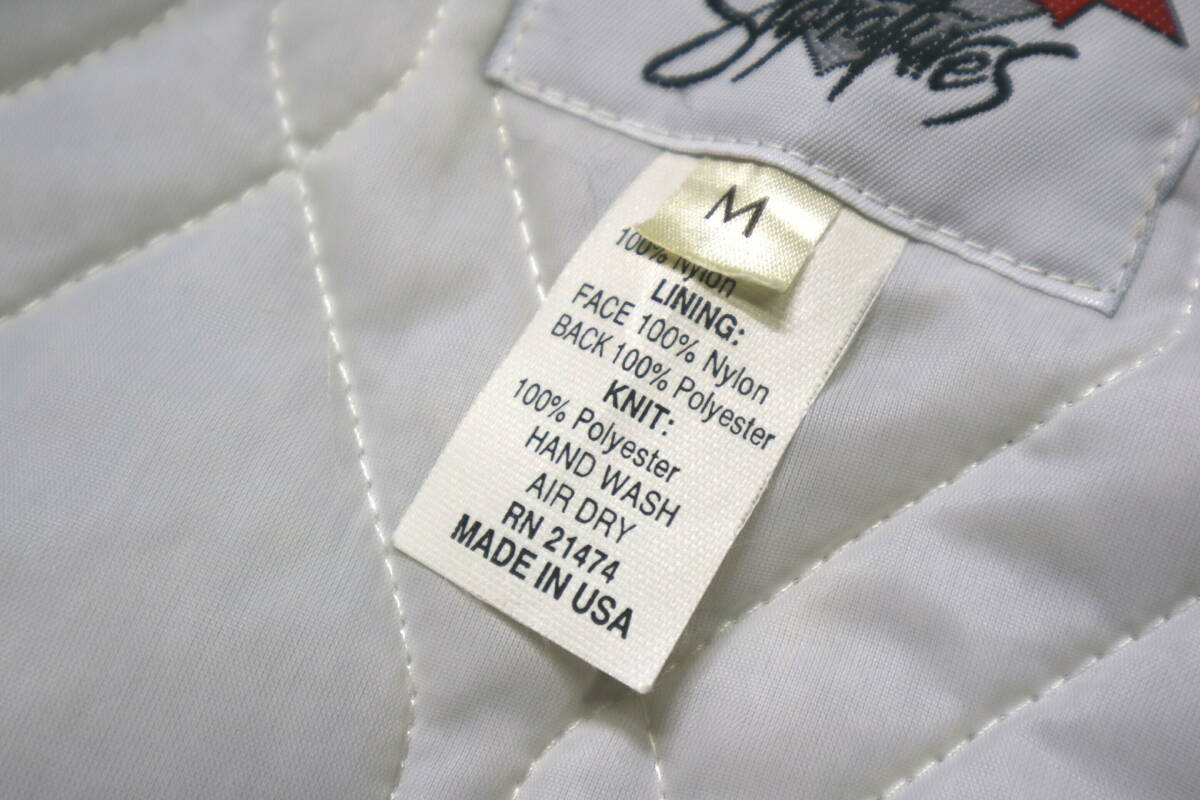 Signatures
M
100% Nylon
LINING:
FACE 100% Nylon
BACK 100% Polyester
KNIT:
100% Polyester
HAND WASH
AIR DRY
RN 21474
MADE IN USA